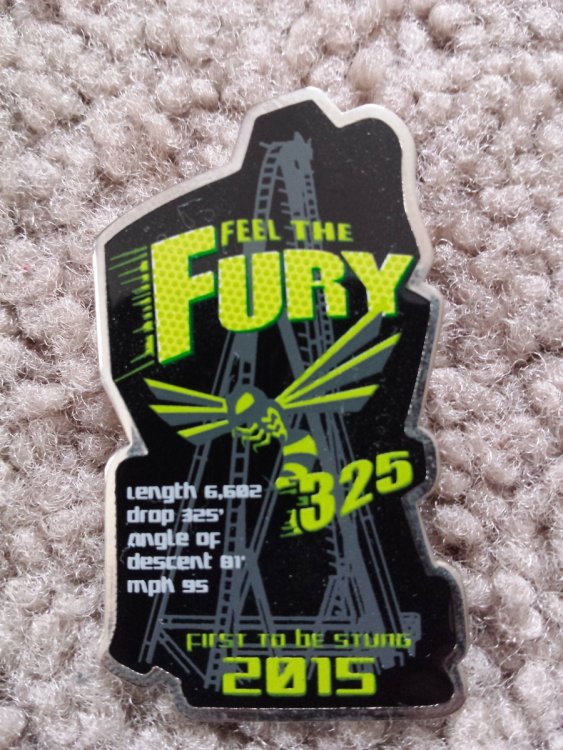 FEEL THE
FURY
325
Length 6,602
drop 325'
Angle of
descent 81°
mph 95
FIRST TO BE STUNG
2015